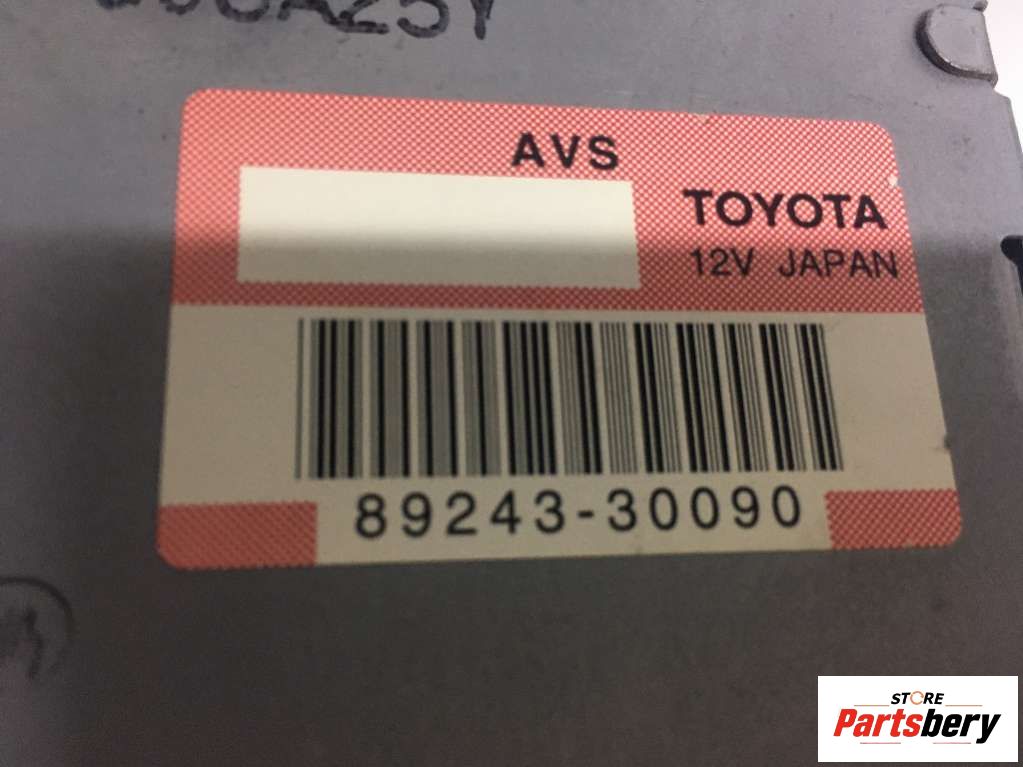 AVS
TOYOTA
12V JAPAN
89243-30090
STORE
Partsbery